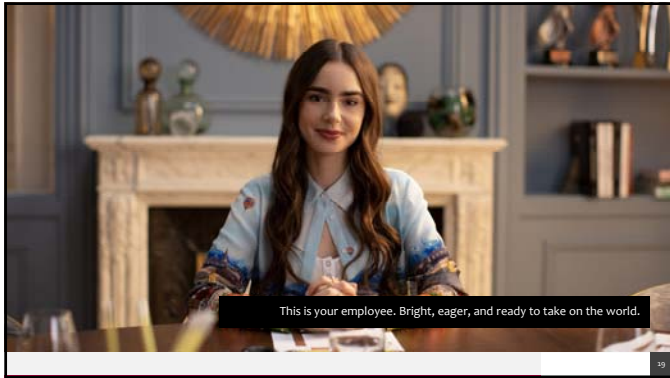 This is your employee. Bright, eager, and ready to take on the world.
19